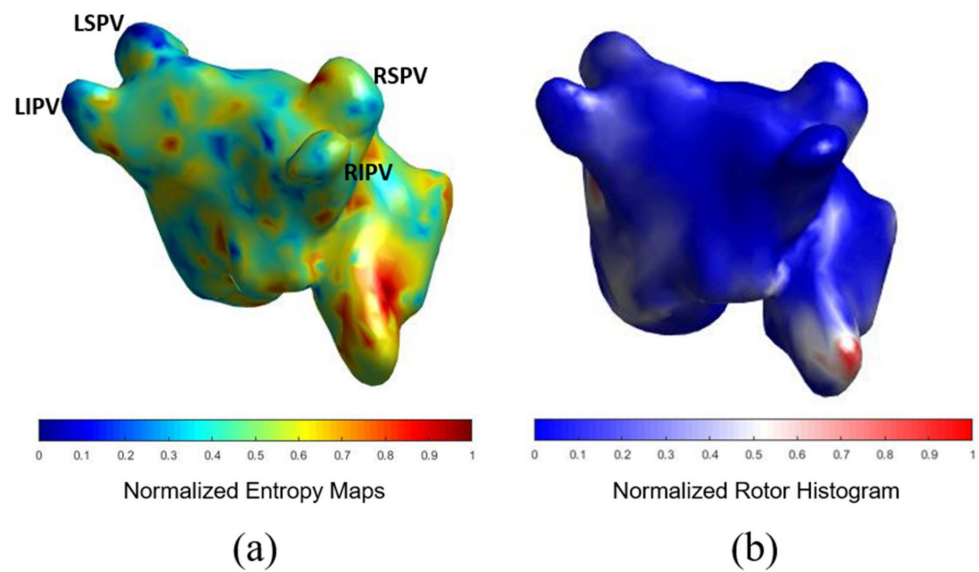 LSPV
RSPV
LIPV
RIPV
0 0.1 0.2 0.3 0.4 0.5 0.6 0.7 0.8 0.9 1
0 0.1 0.2 0.3 0.4 0.5 0.6 0.7 0.8 0.9 1
Normalized Entropy Maps
Normalized Rotor Histogram
(a)
(b)